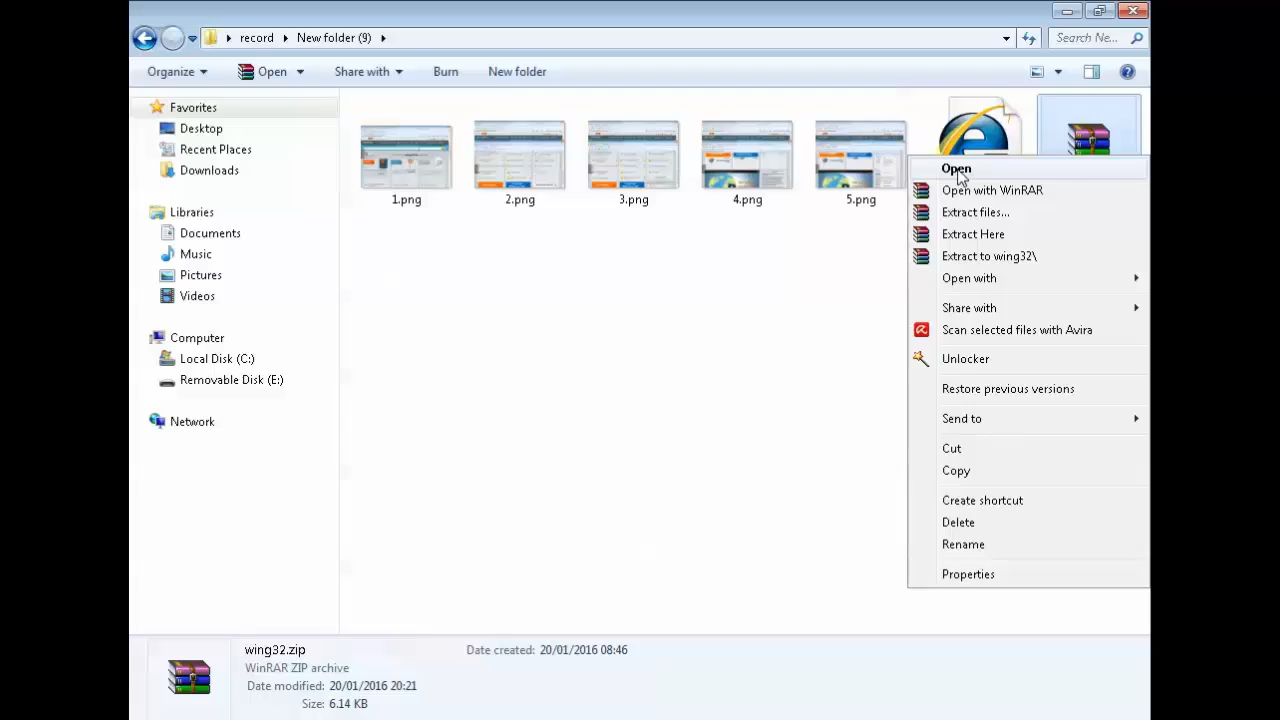 record
New folder (9)
Search Ne...
Organize
Open
Share with
Burn
New folder
Favorites
Desktop
Recent Places
Downloads
Libraries
Documents
Music
Pictures
Videos
Computer
Local Disk (C:)
Removable Disk (E:)
Network
1.png
2.png
3.png
4.png
5.png
Open
Open with WinRAR
Extract files...
Extract Here
Extract to wing32\
Open with
Share with
Scan selected files with Avira
Unlocker
Restore previous versions
Send to
Cut
Copy
Create shortcut
Delete
Rename
Properties
wing32.zip
WinRAR ZIP archive
Date modified: 20/01/2016 20:21
Size: 6.14 KB
Date created: 20/01/2016 08:46